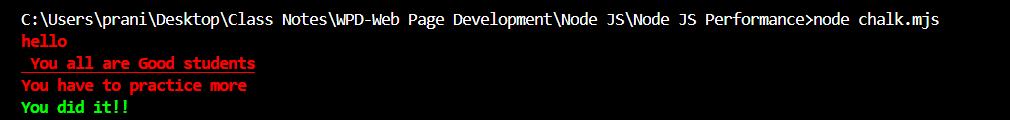 C:\Users\prani\Desktop\Class Notes\WPD-Web Page Development\Node JS\Node JS Performance>node chalk.mjs
hello
 You all are Good students
You have to practice more
You did it!!